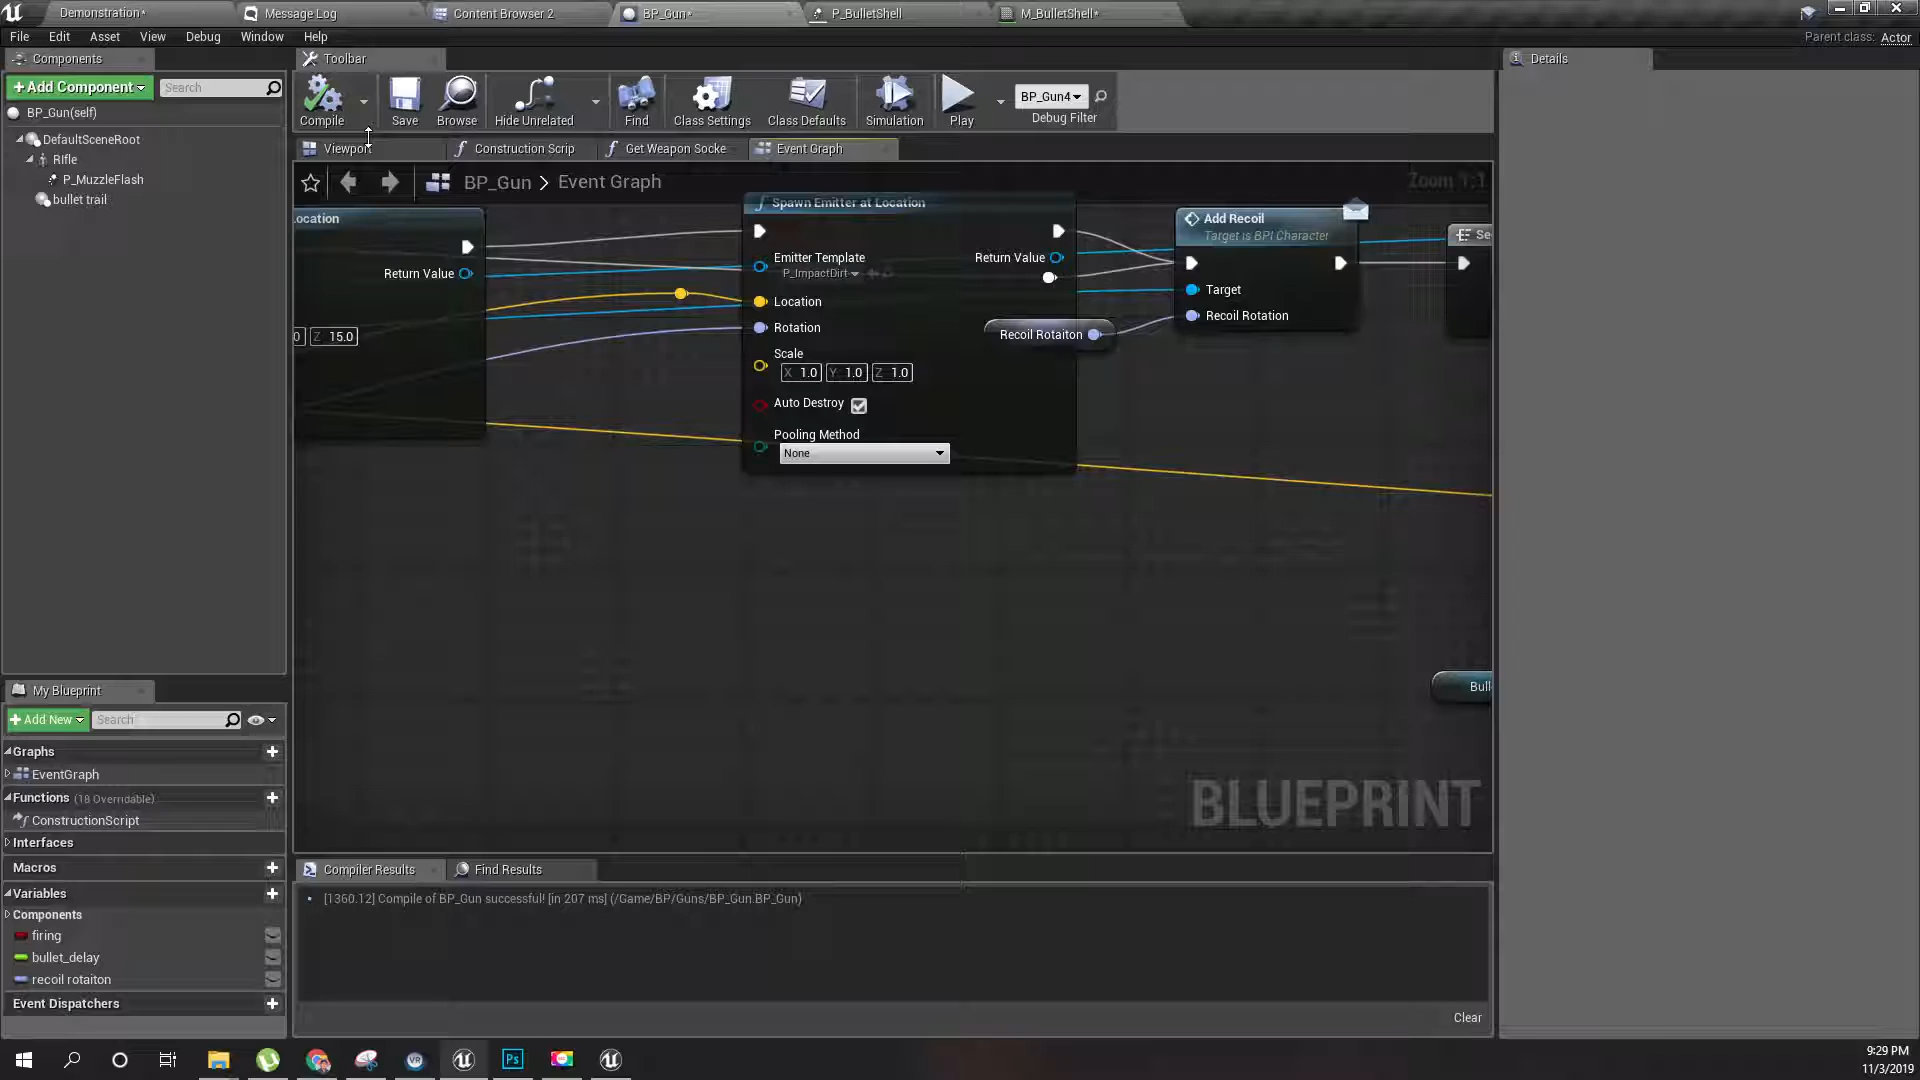 Demonstration*
Message Log
Content Browser 2
BP_Gun*
P_BulletShell
M_BulletShell*
File
Edit
Asset
View
Debug
Window
Help
Parent class: Actor
Components
Toolbar
Details
+Add Component
Search
BP_Gun(self)
DefaultSceneRoot
RIfle
P_MuzzleFlash
bullet trail
Compile
Save
Browse
Hide Unrelated
Find
Class Settings
Class Defaults
Simulation
Play
BP_Gun4
Debug Filter
Viewport
Construction Scrip
Get Weapon Socke
Event Graph
BP_Gun > Event Graph
Zoom 1:1
ocation
Return Value
0
Z 15.0
Spawn Emitter at Location
Emitter Template
P_ImpactDirt
Return Value
Location
Rotation
Scale
X 1.0 Y 1.0 Z 1.0
Auto Destroy
Pooling Method
None
Recoil Rotaiton
Add Recoil
Target is BPI Character
Target
Recoil Rotation
Se
Bull
BLUEPRINT
My Blueprint
+Add New
Search
Graphs
EventGraph
Functions (18 Overridable)
ConstructionScript
Interfaces
Macros
Variables
Components
firing
bullet_delay
recoil rotaiton
Event Dispatchers
Compiler Results
Find Results
[1360.12] Compile of BP_Gun successful! [in 207 ms] (/Game/BP/Guns/BP_Gun.BP_Gun)
Clear
Ps
VR
9:29 PM
11/3/2019